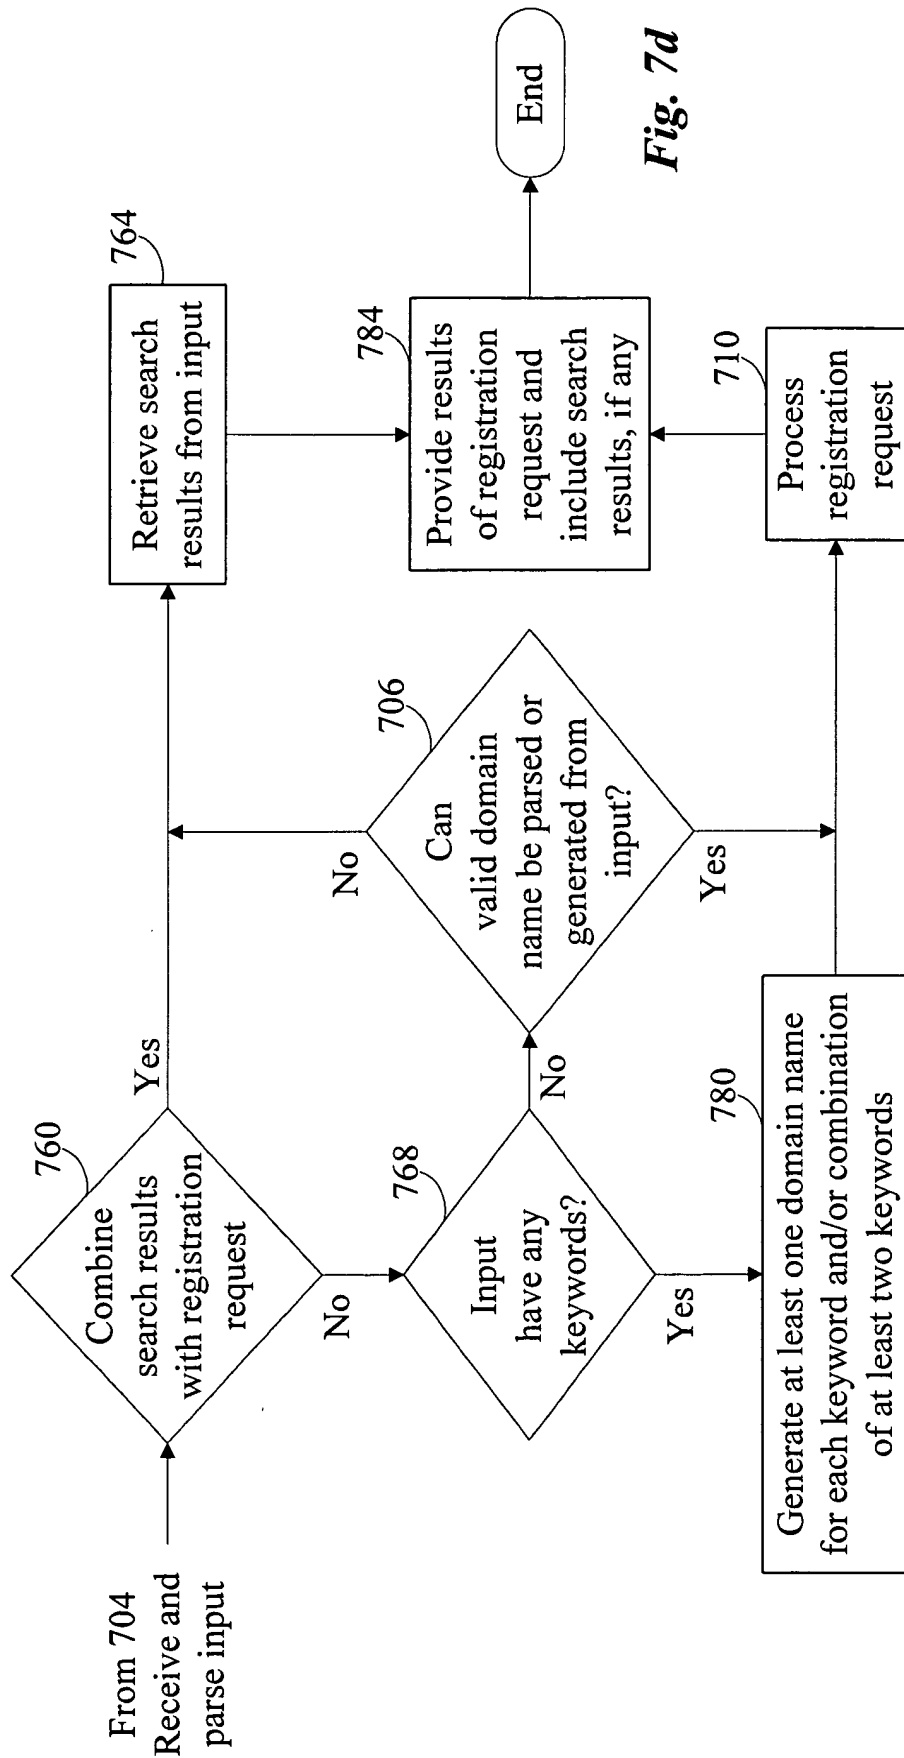 From 704
Receive and
parse input
760
Combine
search results
with registration
request
Yes
No
764
Retrieve search
results from input
768
Input
have any
keywords?
No
Yes
706
Can
valid domain
name be parsed or
generated from
input?
No
Yes
784
Provide results
of registration
request and
include search
results, if any
End
780
Generate at least one domain name
for each keyword and/or combination
of at least two keywords
710
Process
registration
request
Fig. 7d